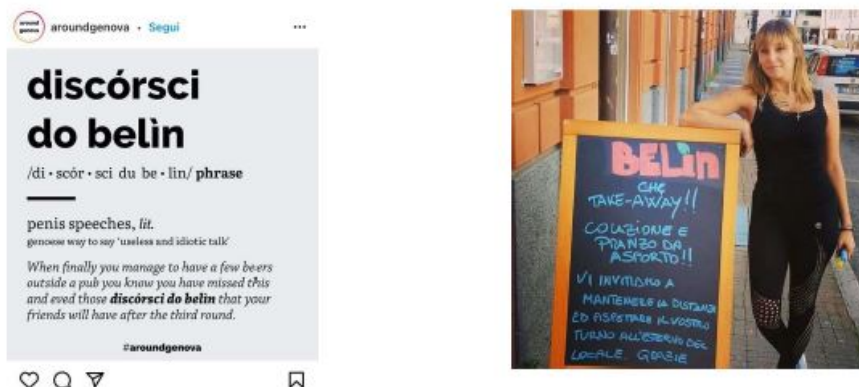 around
genova
aroundgenova • Segui
discórsci
do belìn
/di • scór • sci du be • lin/ phrase
penis speeches, lit.
genoese way to say 'useless and idiotic talk'
When finally you manage to have a few beers
outside a pub you know you have missed this
and eved those discórsci do belìn that your
friends will have after the third round.
#aroundgenova
BELIN
CHE
TAKE-AWAY!!
COLAZIONE E
PRANZO DA
ASPORTO!!
VI INVITIAMO A
MANTENERE LA DISTANZA
ED ASPETTARE IL VOSTRO
TURNO ALL'ESTERNO DEL
LOCALE GRAZIE